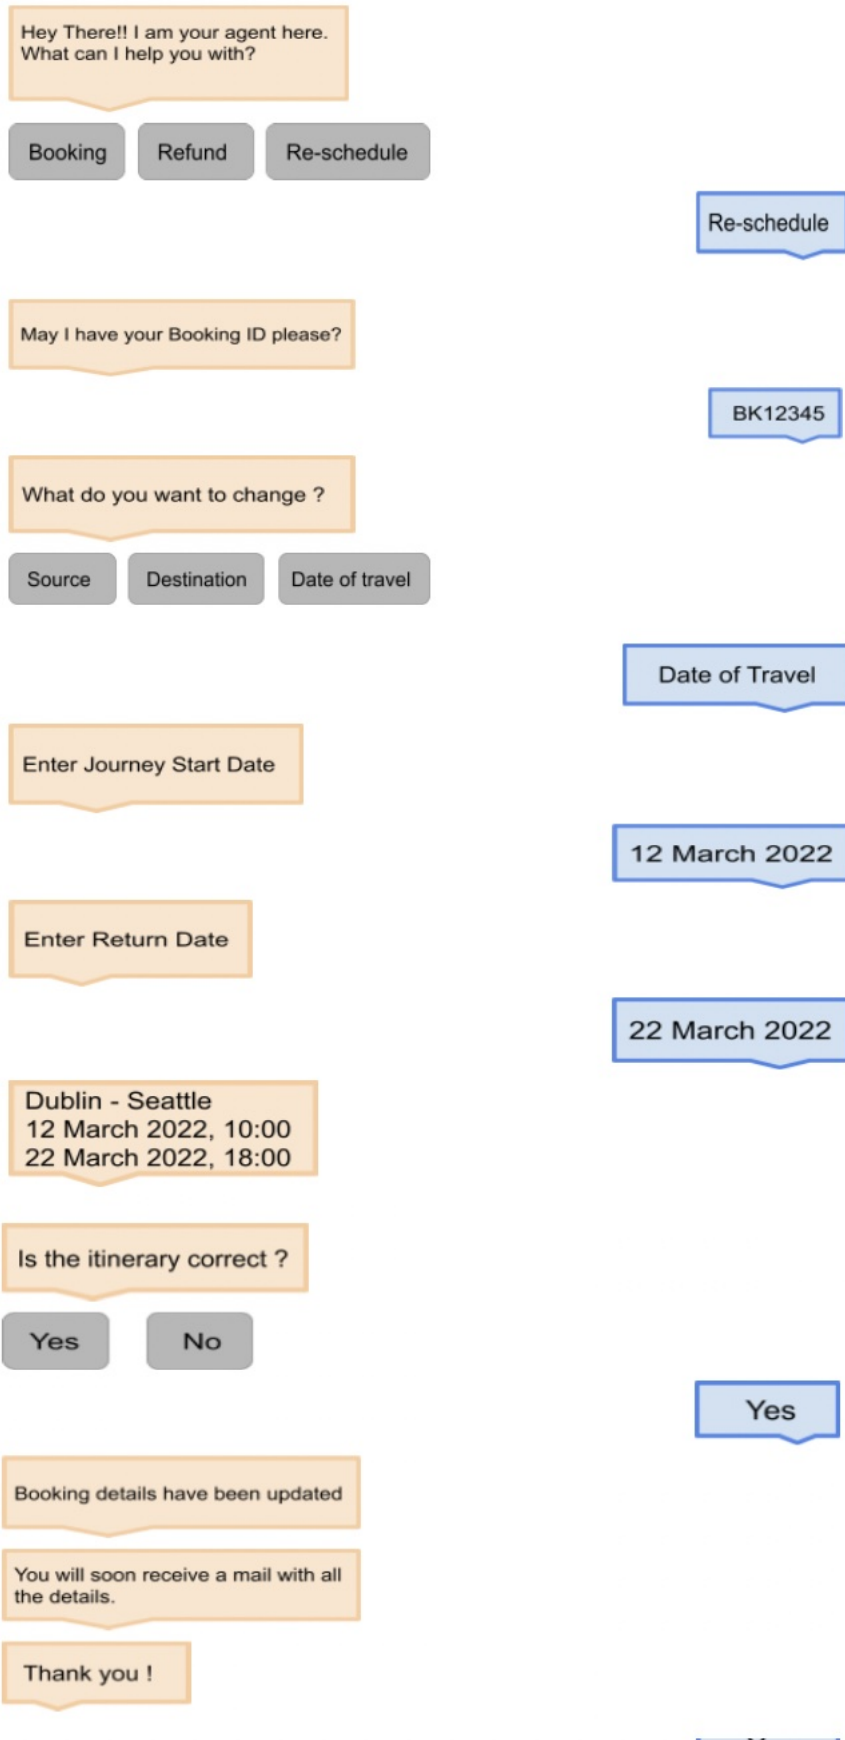 Hey There!! I am your agent here.
What can I help you with?
Booking Refund Re-schedule
Re-schedule
May I have your Booking ID please?
BK12345
What do you want to change ?
Source Destination Date of travel
Date of Travel
Enter Journey Start Date
12 March 2022
Enter Return Date
22 March 2022
Dublin - Seattle
12 March 2022, 10:00
22 March 2022, 18:00
Is the itinerary correct ?
Yes No
Yes
Booking details have been updated
You will soon receive a mail with all
the details.
Thank you !